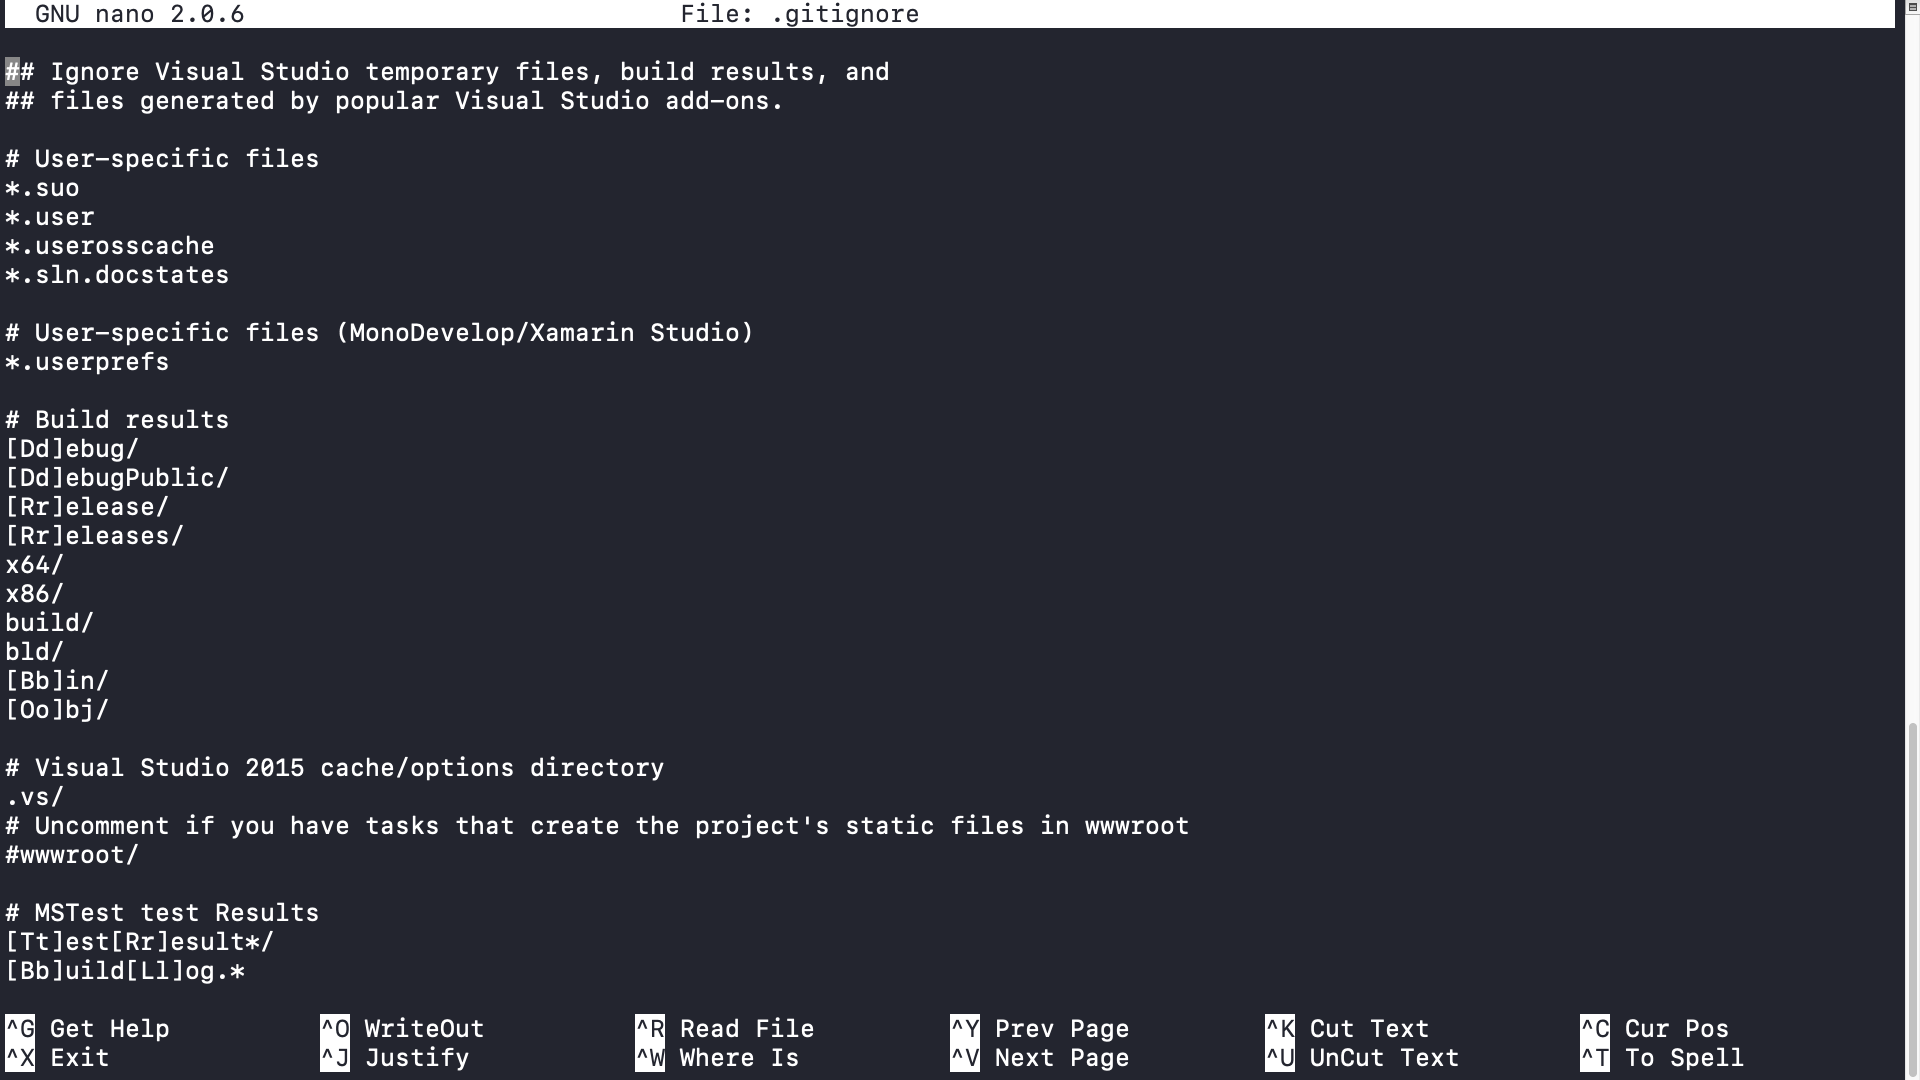 GNU nano 2.0.6 File: .gitignore
## Ignore Visual Studio temporary files, build results, and
## files generated by popular Visual Studio add-ons.
# User-specific files
*.suo
*.user
*.userosscache
*.sln.docstates
# User-specific files (MonoDevelop/Xamarin Studio)
*.userprefs
# Build results
[Dd]ebug/
[Dd]ebugPublic/
[Rr]elease/
[Rr]eleases/
x64/
x86/
build/
bld/
[Bb]in/
[Oo]bj/
# Visual Studio 2015 cache/options directory
.vs/
# Uncomment if you have tasks that create the project's static files in wwwroot
#wwwroot/
# MSTest test Results
[Tt]est[Rr]esult*/
[Bb]uild[Ll]og.*
^G Get Help ^O WriteOut ^R Read File ^Y Prev Page ^K Cut Text ^C Cur Pos
^X Exit ^J Justify ^W Where Is ^V Next Page ^U UnCut Text ^T To Spell